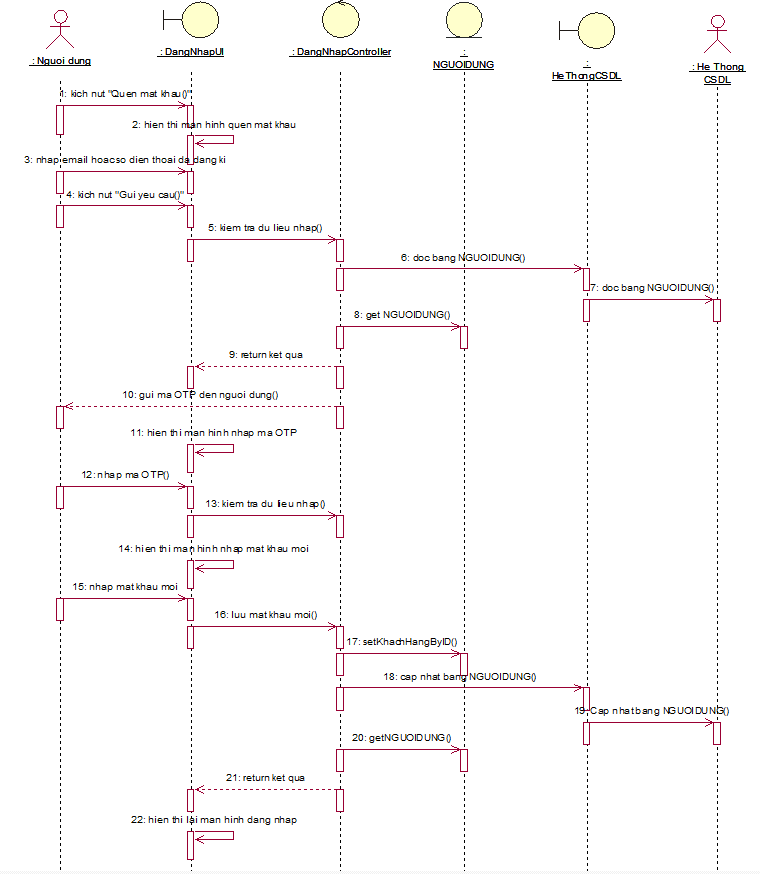 : Nguoi dung
: DangNhapUI
: DangNhapController
:
NGUOIDUNG
:
HeThongCSDL
: He Thong
CSDL
1: kich nut "Quen mat khau()"
2: hien thi man hinh quen mat khau
3: nhap email hoac so dien thoai da dang ki
4: kich nut "Gui yeu cau()"
5: kiem tra du lieu nhap()
6: doc bang NGUOIDUNG()
7: doc bang NGUOIDUNG()
8: get NGUOIDUNG()
9: return ket qua
10: gui ma OTP den nguoi dung()
11: hien thi man hinh nhap ma OTP
12: nhap ma OTP()
13: kiem tra du lieu nhap()
14: hien thi man hinh nhap mat khau moi
15: nhap mat khau moi
16: luu mat khau moi()
17: setKhachHangByID()
18: cap nhat bang NGUOIDUNG()
19: Cap nhat bang NGUOIDUNG()
20: getNGUOIDUNG()
21: return ket qua
22: hien thi lai man hinh dang nhap